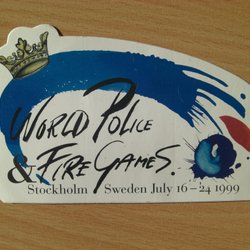 World Police
& Fire Games.
Stockholm Sweden July 16–24 1999